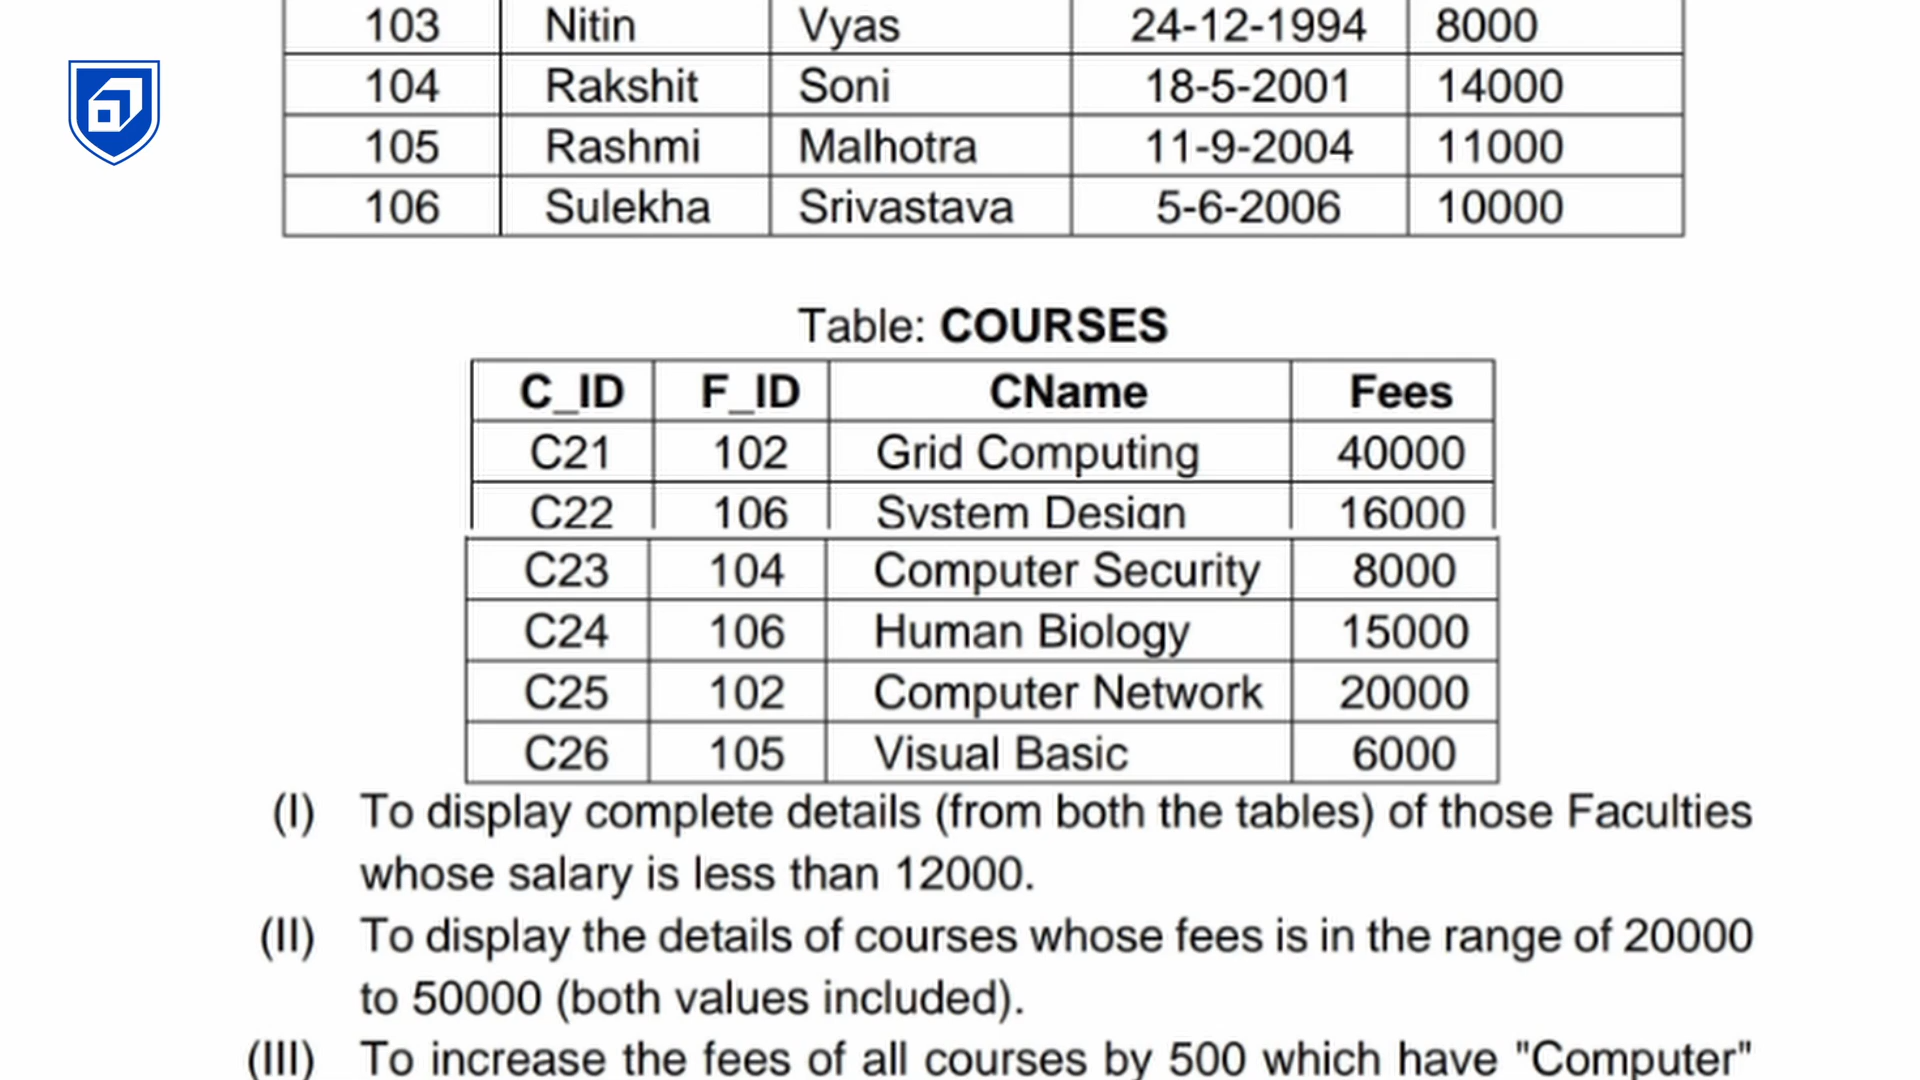 103 Nitin Vyas 24-12-1994 8000
104 Rakshit Soni 18-5-2001 14000
105 Rashmi Malhotra 11-9-2004 11000
106 Sulekha Srivastava 5-6-2006 10000
Table: COURSES
C_ID F_ID CName Fees
C21 102 Grid Computing 40000
C22 106 System Design 16000
C23 104 Computer Security 8000
C24 106 Human Biology 15000
C25 102 Computer Network 20000
C26 105 Visual Basic 6000
(I) To display complete details (from both the tables) of those Faculties
whose salary is less than 12000.
(II) To display the details of courses whose fees is in the range of 20000
to 50000 (both values included).
(III) To increase the fees of all courses by 500 which have "Computer"